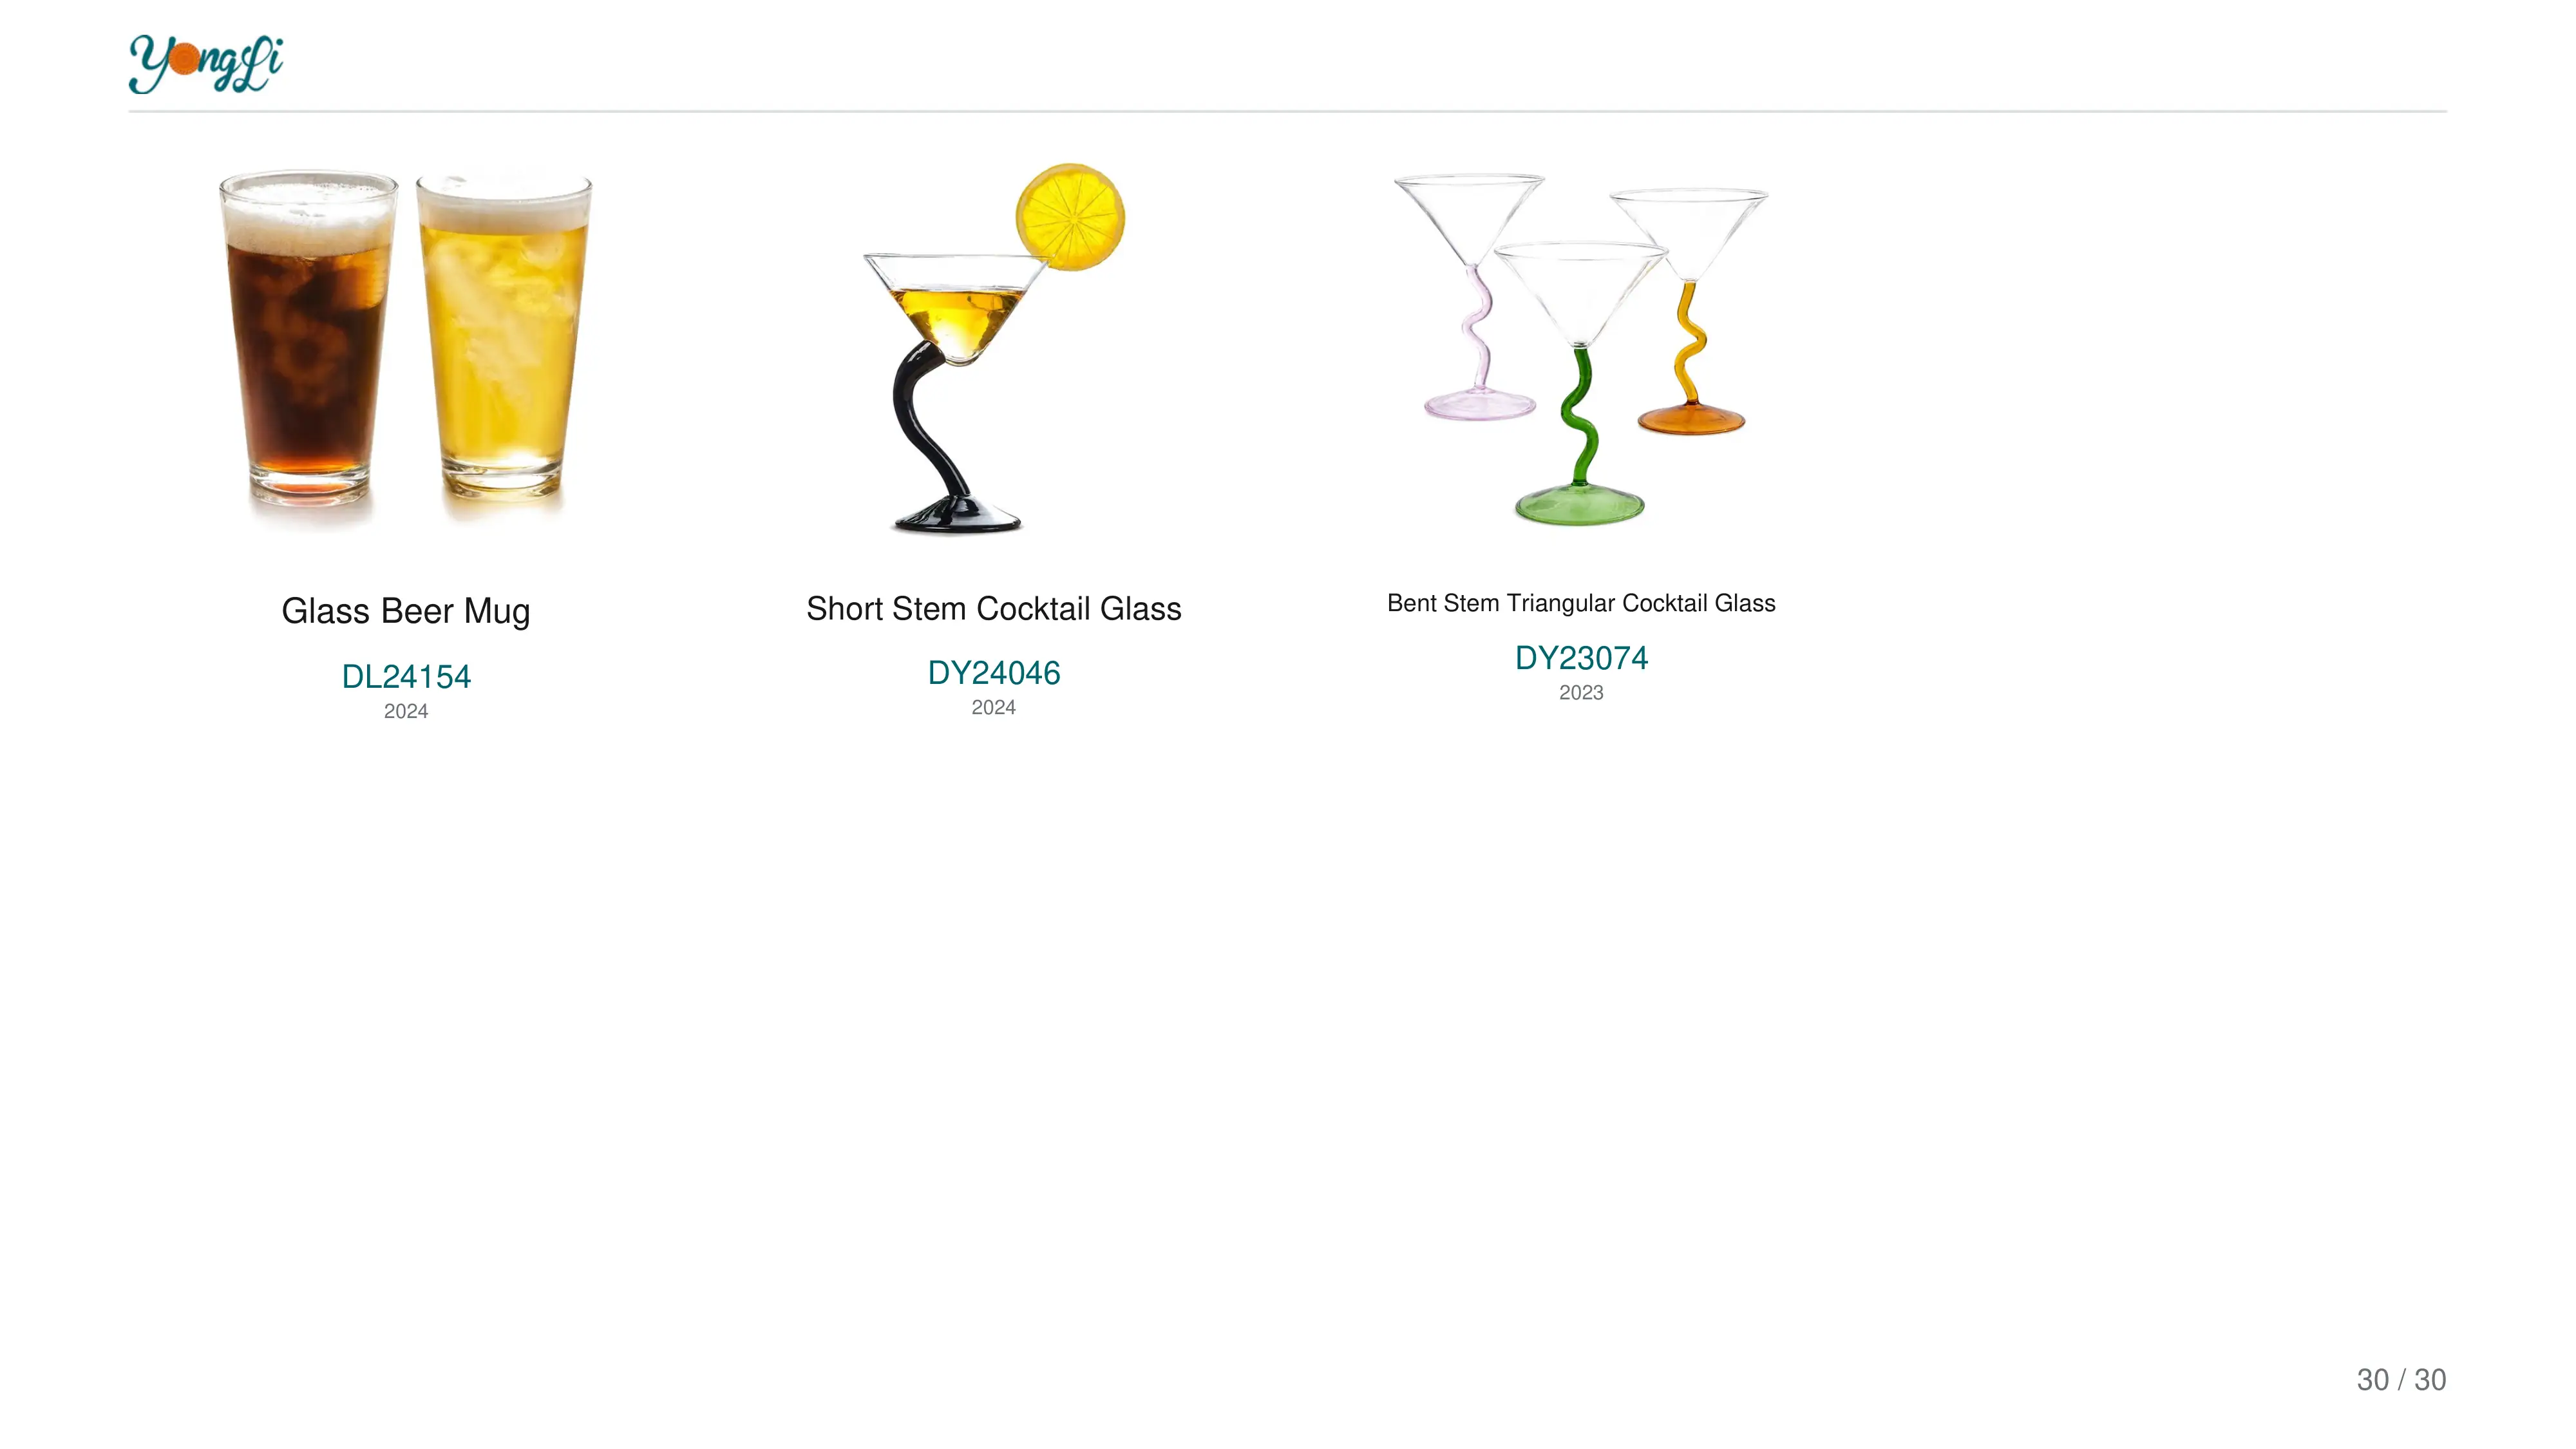 YongLi
Glass Beer Mug
DL24154
2024
Short Stem Cocktail Glass
DY24046
2024
Bent Stem Triangular Cocktail Glass
DY23074
2023
30 / 30